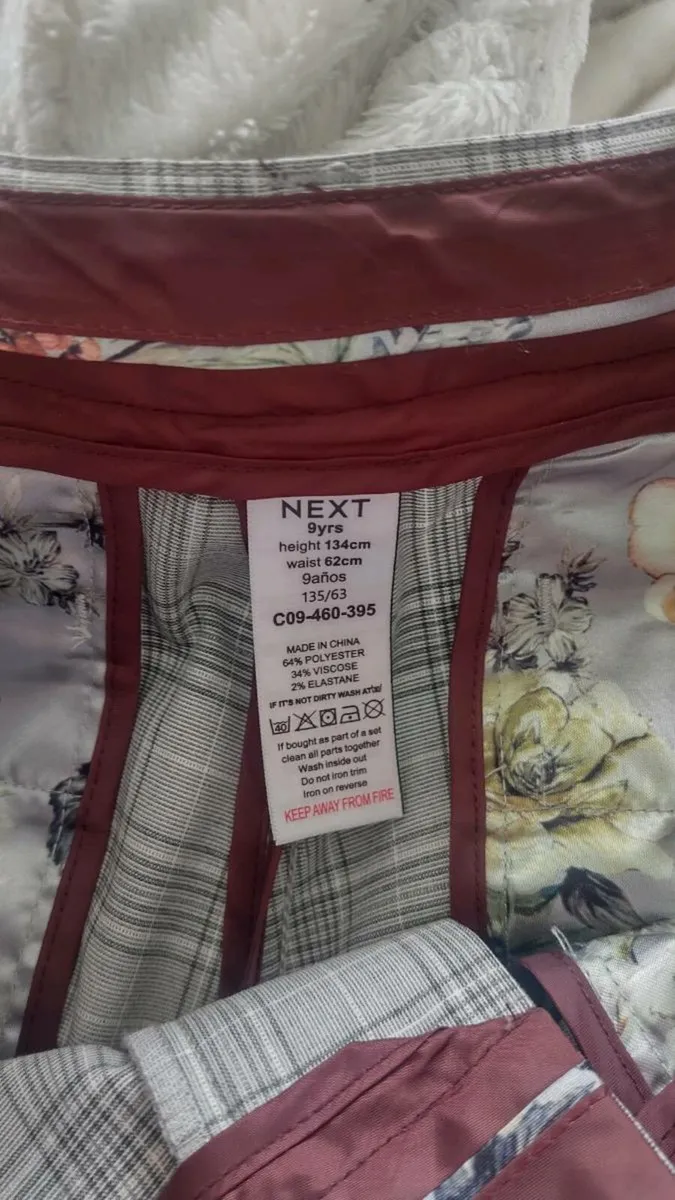 NEXT
9yrs
height 134cm
waist 62cm
9años
135/63
C09-460-395
MADE IN CHINA
64% POLYESTER
34% VISCOSE
2% ELASTANE
IF IT'S NOT DIRTY WASH AT
40
If bought as part of a set
clean all parts together
Wash inside out
Do not iron trim
Iron on reverse
KEEP AWAY FROM FIRE